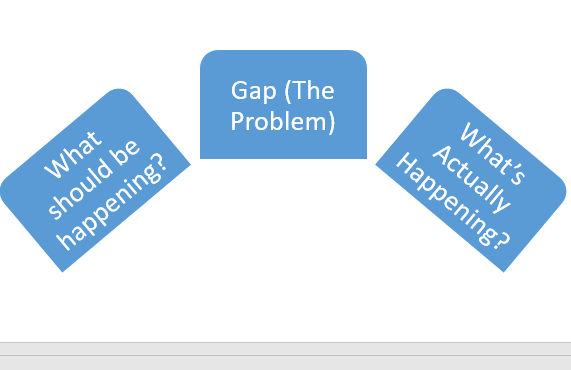 What
should be
happening?
Gap (The
Problem)
What's
Actually
Happening?